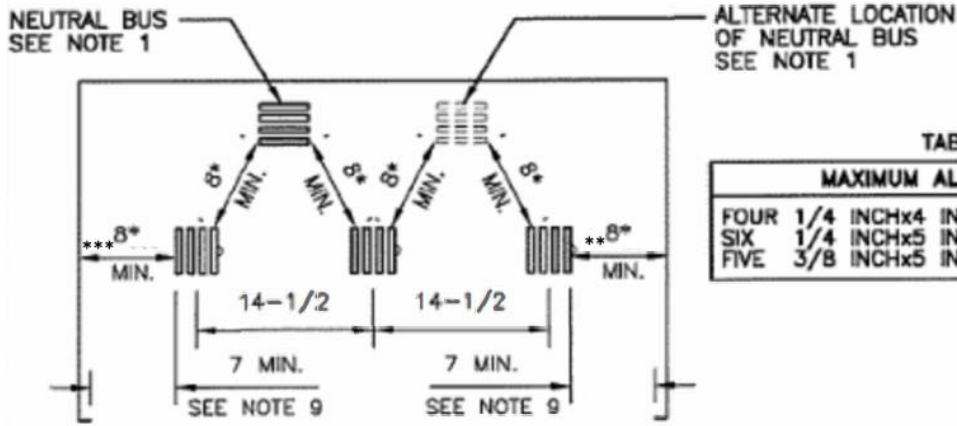 NEUTRAL BUS
SEE NOTE 1
ALTERNATE LOCATION
OF NEUTRAL BUS
SEE NOTE 1
8*
MIN.
8*
MIN.
8*
MIN.
8*
MIN.
TAB
MAXIMUM AL
FOUR 1/4 INCHx4 IN
SIX 1/4 INCHx5 IN
FIVE 3/8 INCHx5 IN
***8*
MIN.
**8*
MIN.
14-1/2
14-1/2
7 MIN.
SEE NOTE 9
7 MIN.
SEE NOTE 9